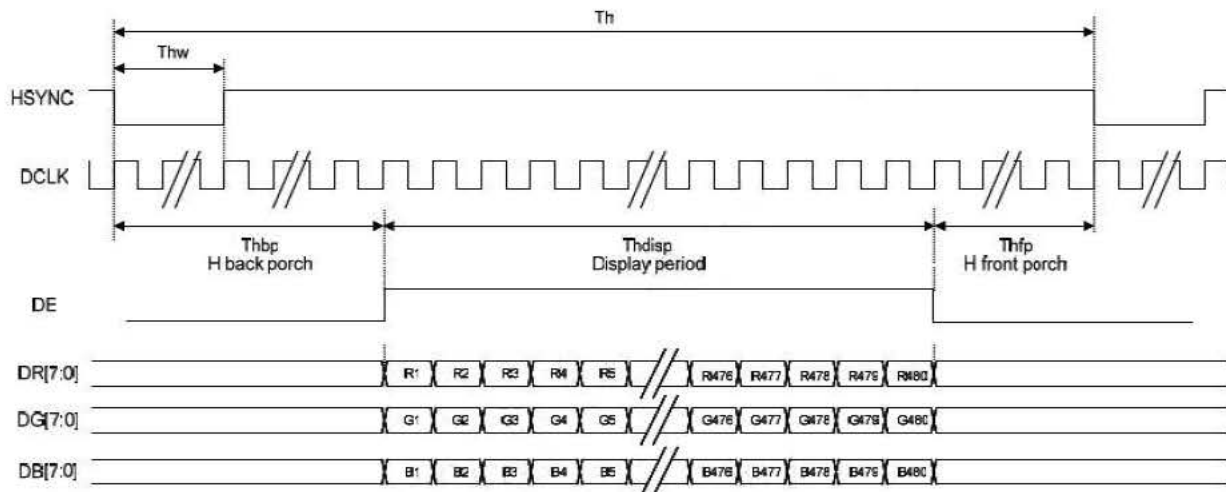 Th
Thw
HSYNC
DCLK
Thbp Thdisp Thfp
H back porch Display period H front porch
DE
DR[7:0] R1 R2 R3 R4 R5 R476 R477 R478 R479 R480
DG[7:0] G1 G2 G3 G4 G5 G476 G477 G478 G479 G480
DB[7:0] B1 B2 B3 B4 B5 B476 B477 B478 B479 B480